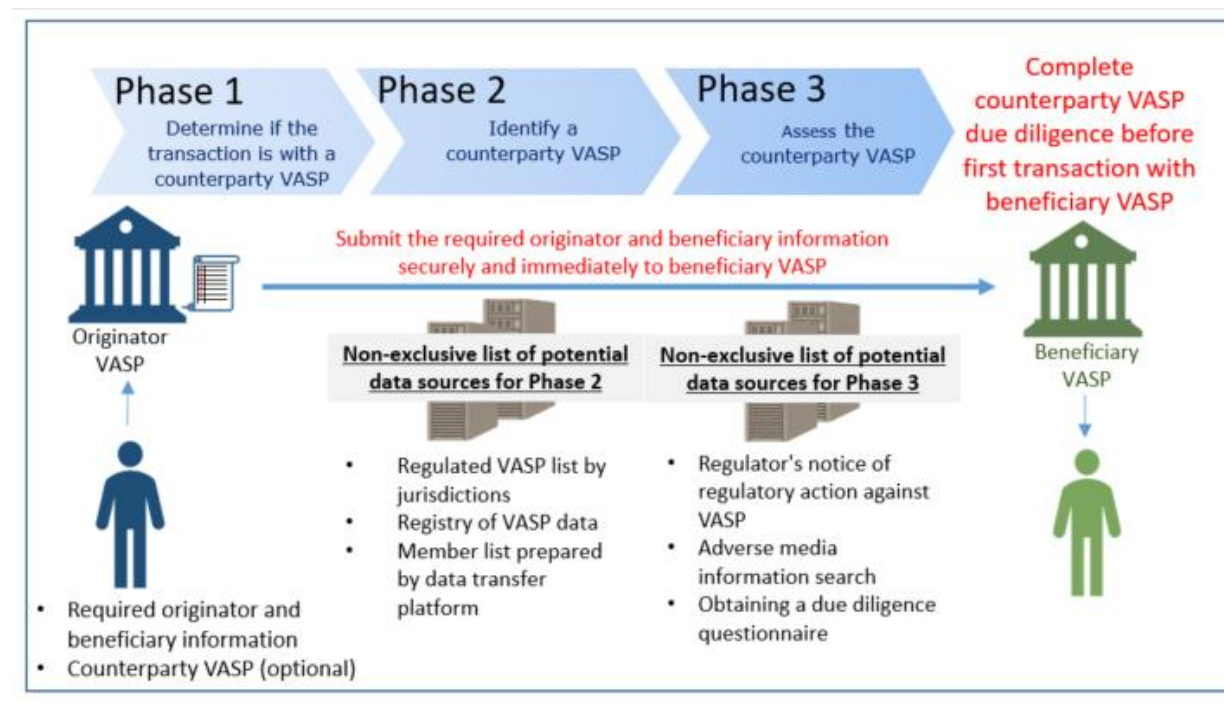 Phase 1
Determine if the
transaction is with a
counterparty VASP
Phase 2
Identify a
counterparty VASP
Phase 3
Assess the
counterparty VASP
Complete
counterparty VASP
due diligence before
first transaction with
beneficiary VASP
Submit the required originator and beneficiary information
securely and immediately to beneficiary VASP
Originator
VASP
Beneficiary
VASP
Non-exclusive list of potential
data sources for Phase 2
• Regulated VASP list by
jurisdictions
• Registry of VASP data
• Member list prepared
by data transfer
platform
Non-exclusive list of potential
data sources for Phase 3
• Regulator's notice of
regulatory action against
VASP
• Adverse media
information search
• Obtaining a due diligence
questionnaire
• Required originator and
beneficiary information
• Counterparty VASP (optional)